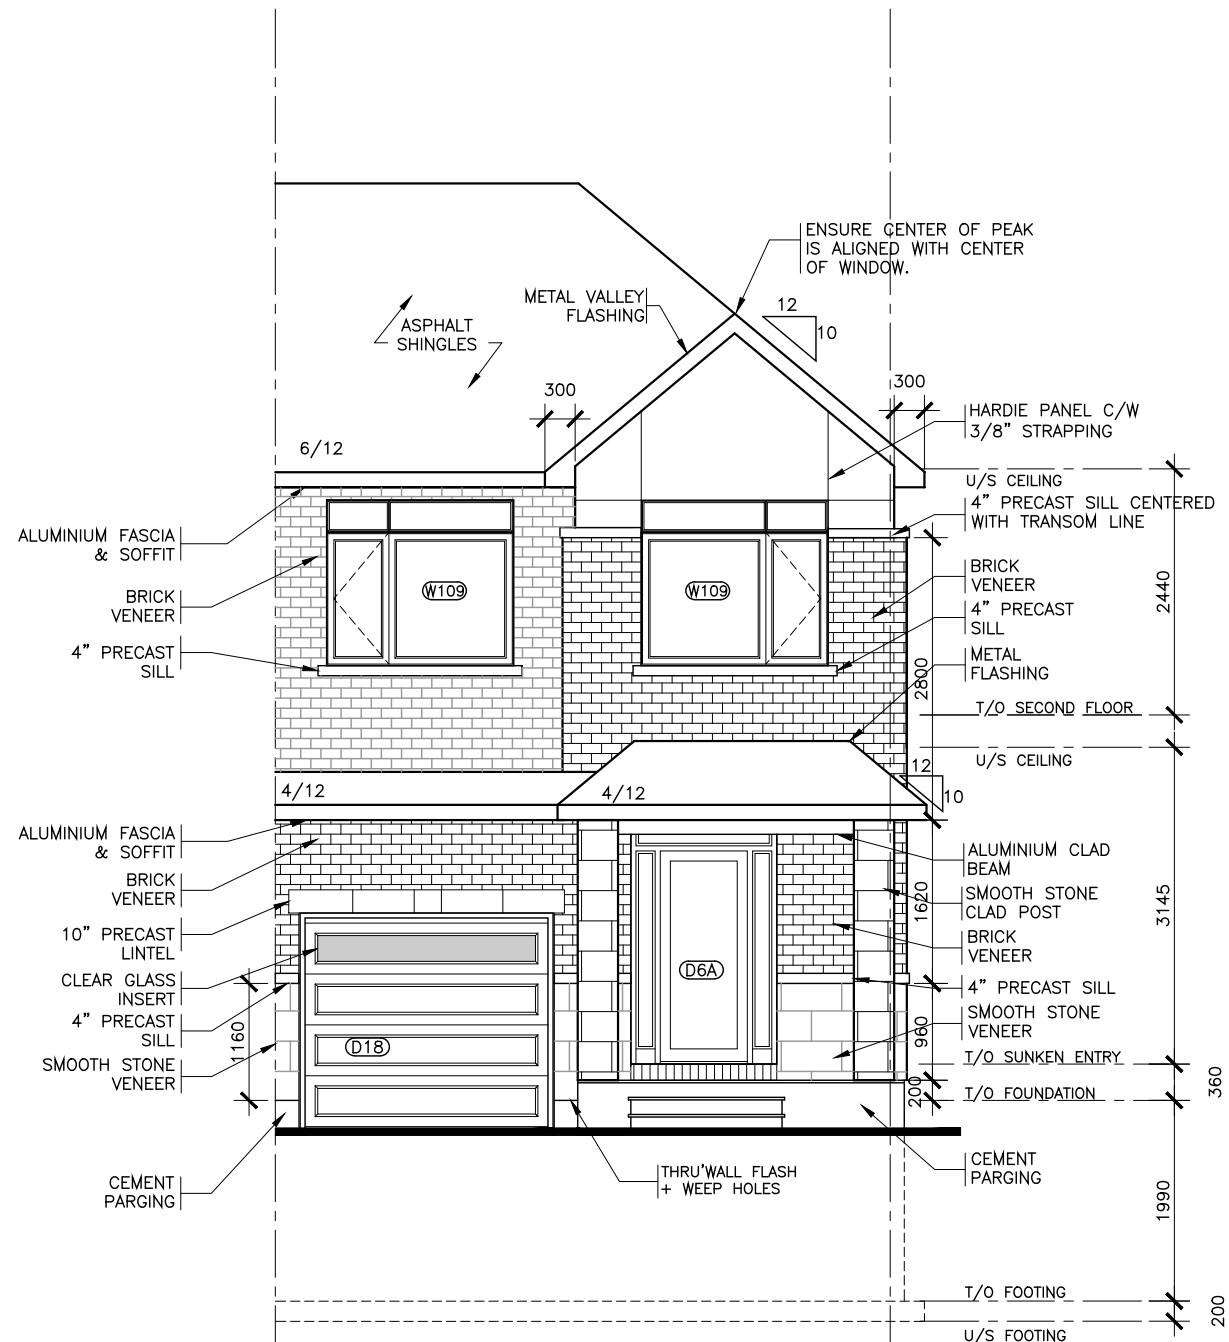 ENSURE CENTER OF PEAK
IS ALIGNED WITH CENTER
OF WINDOW.
METAL VALLEY
FLASHING
12
10
ASPHALT
SHINGLES
300
300
HARDIE PANEL C/W
3/8" STRAPPING
6/12
U/S CEILING
4" PRECAST SILL CENTERED
WITH TRANSOM LINE
ALUMINIUM FASCIA
& SOFFIT
BRICK
VENEER
4" PRECAST
SILL
W109
W109
BRICK
VENEER
4" PRECAST
SILL
METAL
FLASHING
2440
2800
T/O SECOND FLOOR
U/S CEILING
12
10
4/12
4/12
ALUMINIUM FASCIA
& SOFFIT
BRICK
VENEER
10" PRECAST
LINTEL
CLEAR GLASS
INSERT
4" PRECAST
SILL
SMOOTH STONE
VENEER
1160
D18
D6A
ALUMINIUM CLAD
BEAM
SMOOTH STONE
CLAD POST
BRICK
VENEER
4" PRECAST SILL
SMOOTH STONE
VENEER
1620
3145
960
T/O SUNKEN ENTRY
200
T/O FOUNDATION
360
CEMENT
PARGING
THRU'WALL FLASH
+ WEEP HOLES
CEMENT
PARGING
1990
T/O FOOTING
200
U/S FOOTING